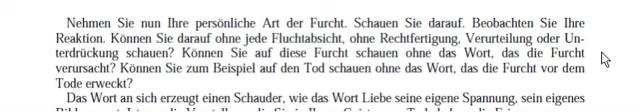 Nehmen Sie nun Ihre persönliche Art der Furcht. Schauen Sie darauf. Beobachten Sie Ihre
Reaktion. Können Sie darauf ohne jede Fluchtabsicht, ohne Rechtfertigung, Verurteilung oder Un-
terdrückung schauen? Können Sie auf diese Furcht schauen ohne das Wort, das die Furcht
verursacht? Können Sie zum Beispiel auf den Tod schauen ohne das Wort, das die Furcht vor dem
Tode erweckt?
Das Wort an sich erzeugt einen Schauder, wie das Wort Liebe seine eigene Spannung, sein eigenes